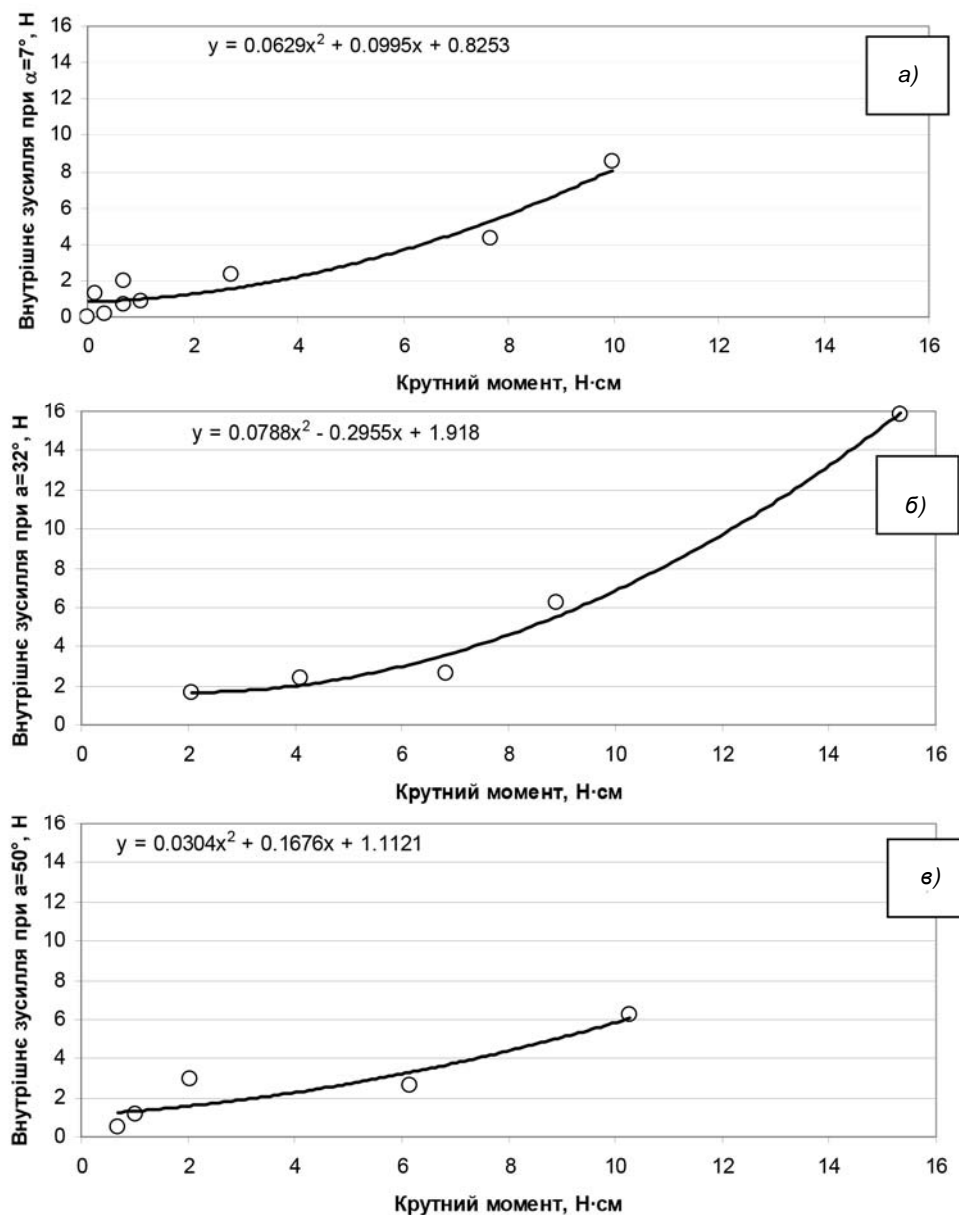 16
14
12
10
8
6
4
2
0
Внутрішнє зусилля при α=7°, Н
y = 0.0629x² + 0.0995x + 0.8253
а)
0 2 4 6 8 10 12 14 16
Крутний момент, Н·см
16
14
12
10
8
6
4
2
0
Внутрішнє зусилля при a=32°, Н
y = 0.0788x² - 0.2955x + 1.918
б)
0 2 4 6 8 10 12 14 16
Крутний момент, Н·см
16
14
12
10
8
6
4
2
0
Внутрішнє зусилля при a=50°, Н
y = 0.0304x² + 0.1676x + 1.1121
в)
0 2 4 6 8 10 12 14 16
Крутний момент, Н·см